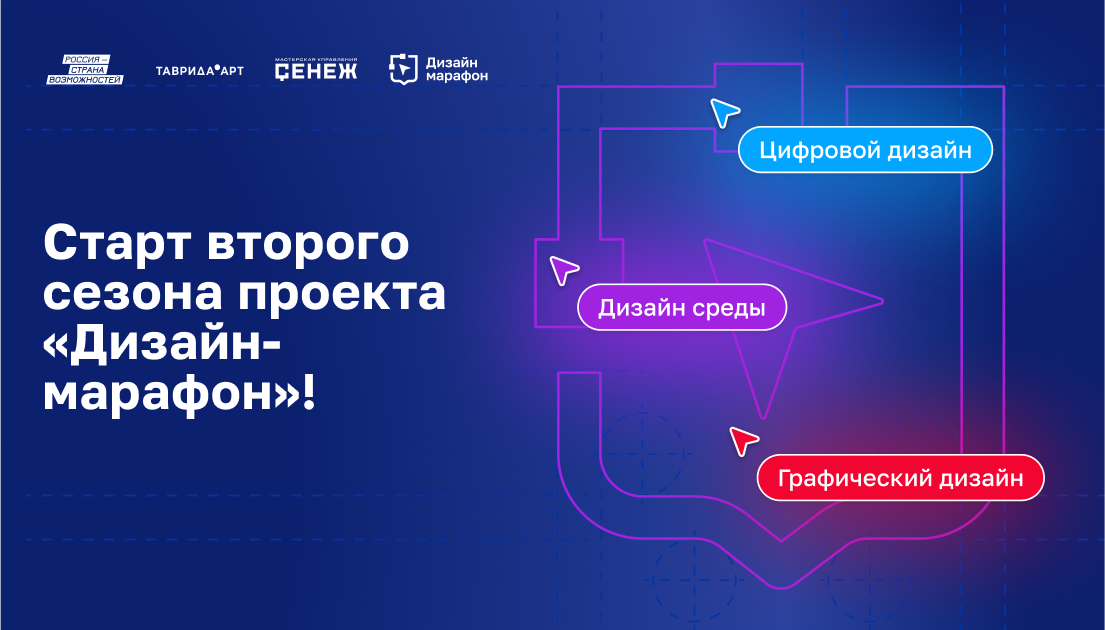 РОССИЯ —
СТРАНА
ВОЗМОЖНОСТЕЙ
ТАВРИДА АРТ
МАСТЕРСКАЯ УПРАВЛЕНИЯ
СЕНЕЖ
Дизайн
марафон
Цифровой дизайн
Старт второго
сезона проекта
«Дизайн-
марафон»!
Дизайн среды
Графический дизайн